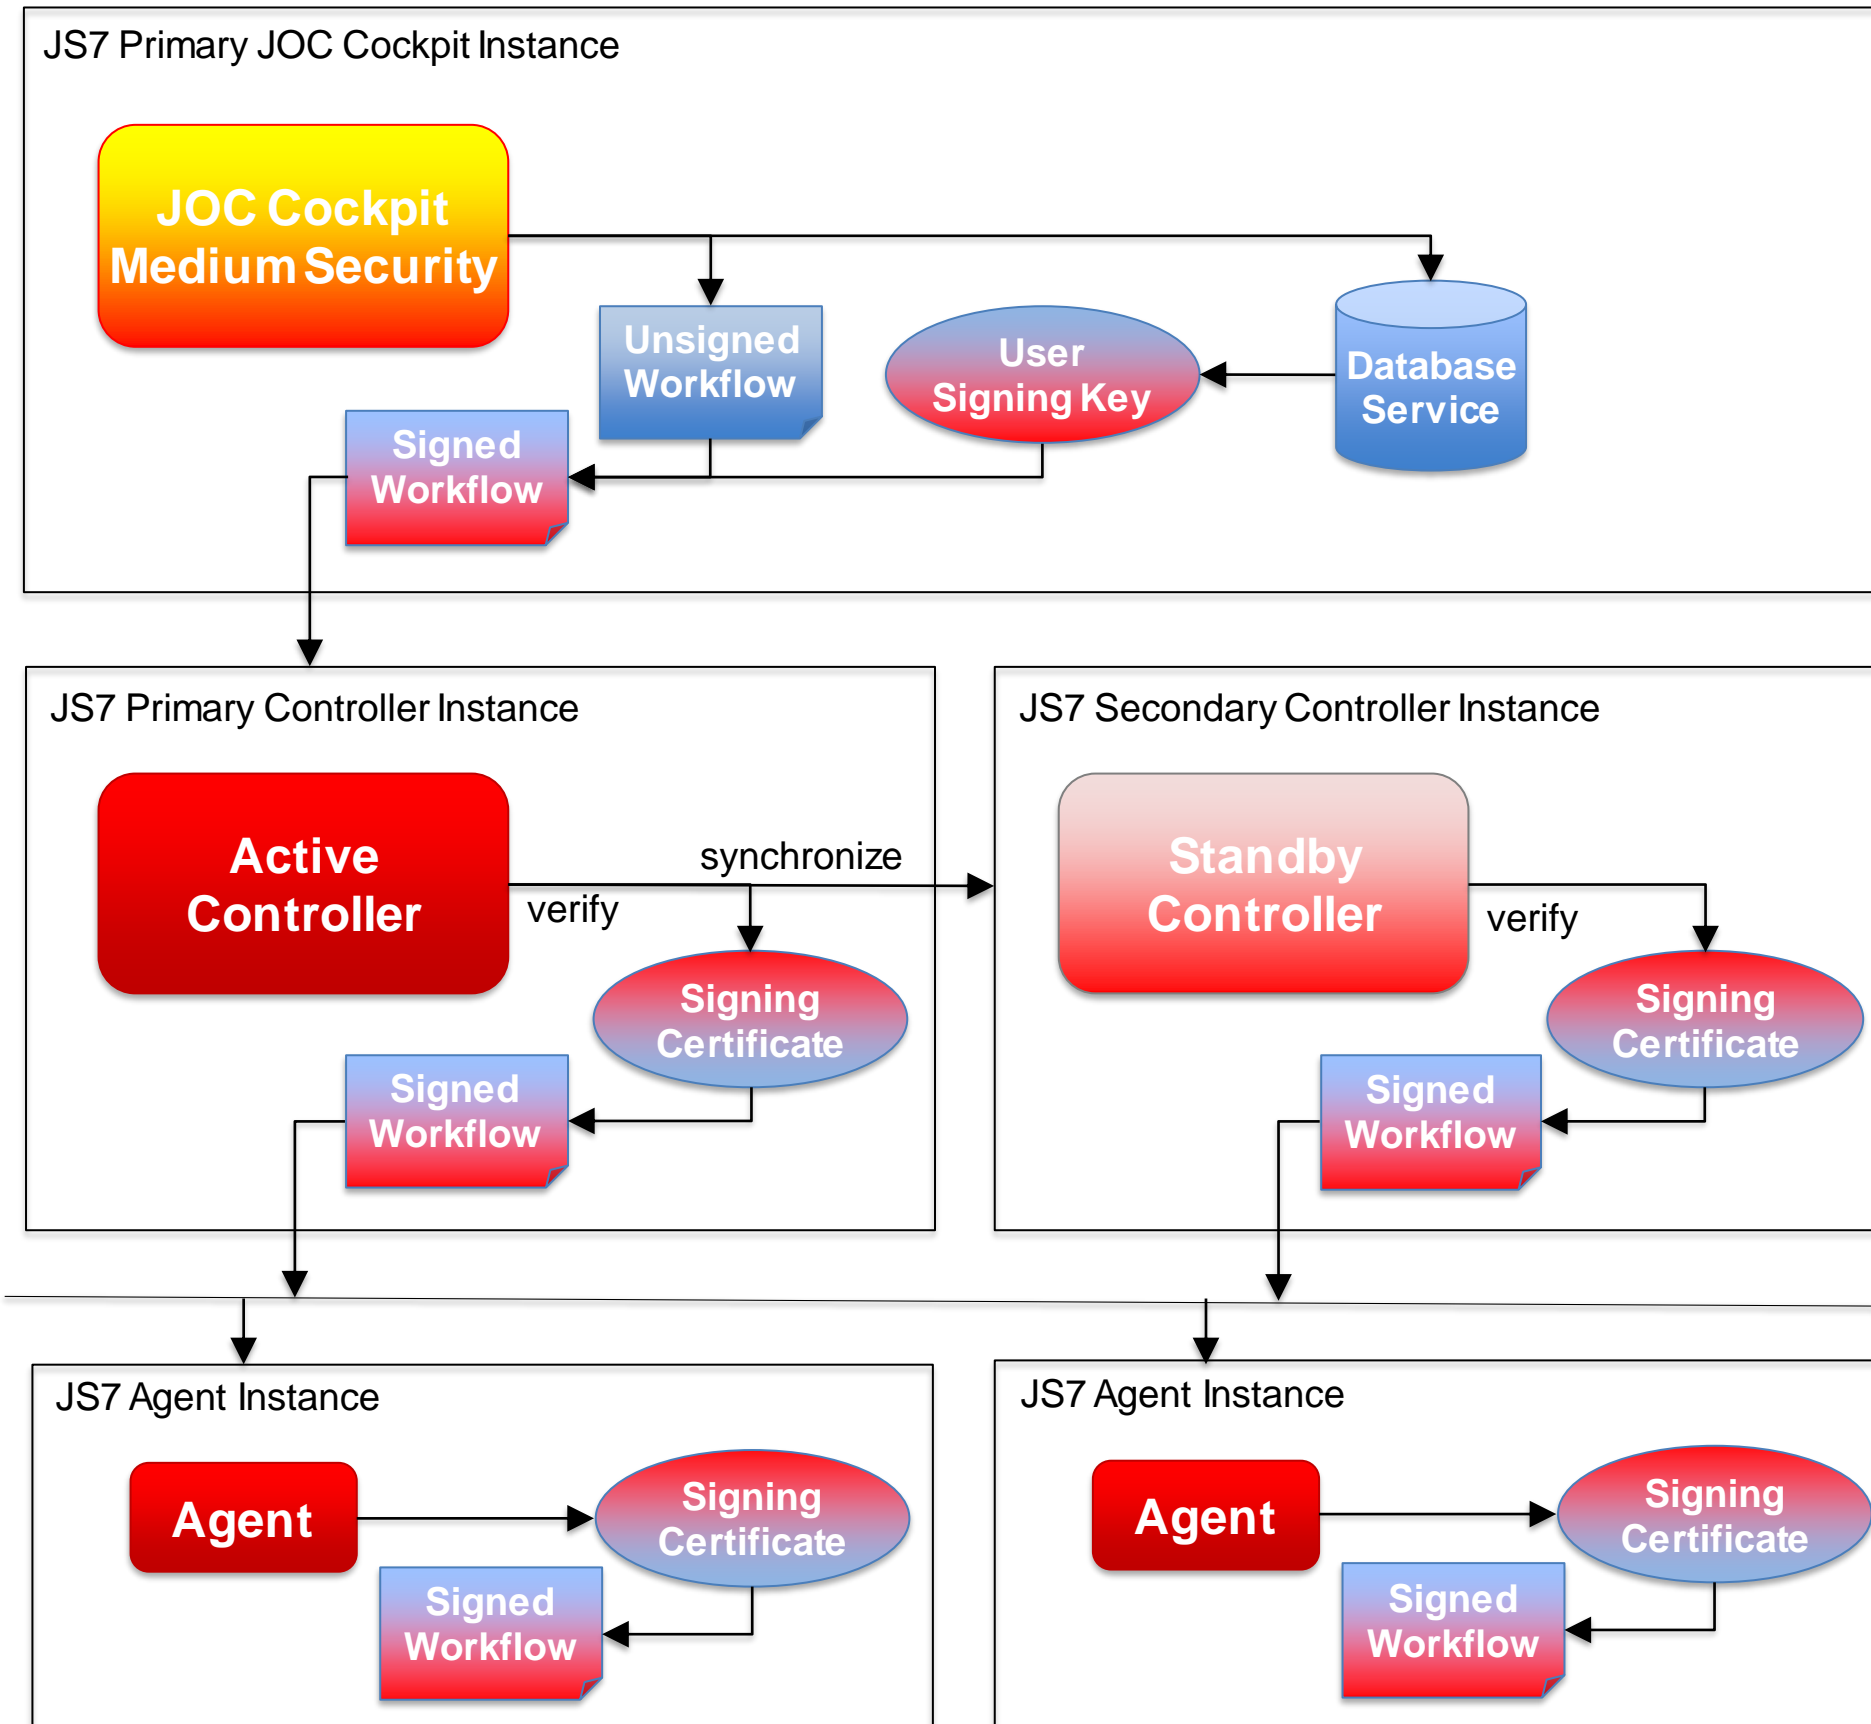 JS7 Primary JOC Cockpit Instance
JOC Cockpit
Medium Security
Unsigned
Workflow
User
Signing Key
Database
Service
Signed
Workflow
JS7 Primary Controller Instance
Active
Controller
synchronize
verify
Signing
Certificate
Signed
Workflow
JS7 Secondary Controller Instance
Standby
Controller
verify
Signing
Certificate
Signed
Workflow
JS7 Agent Instance
Agent
Signing
Certificate
Signed
Workflow
JS7 Agent Instance
Agent
Signing
Certificate
Signed
Workflow